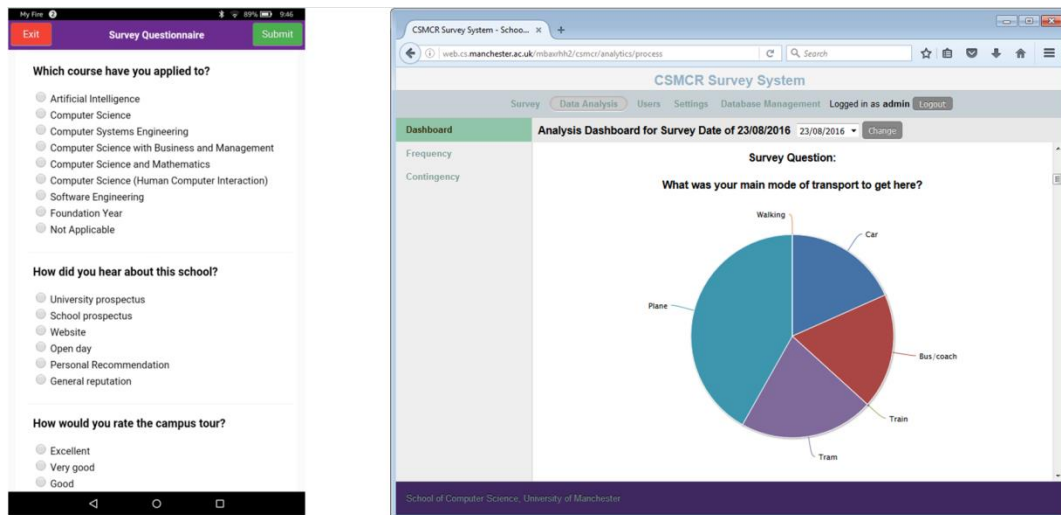 My Fire 2 89% 9:46
Exit Survey Questionnaire Submit
Which course have you applied to?
Artificial Intelligence
Computer Science
Computer Systems Engineering
Computer Science with Business and Management
Computer Science and Mathematics
Computer Science (Human Computer Interaction)
Software Engineering
Foundation Year
Not Applicable
How did you hear about this school?
University prospectus
School prospectus
Website
Open day
Personal Recommendation
General reputation
How would you rate the campus tour?
Excellent
Very good
Good
CSMCR Survey System - Schoo...
web.cs.manchester.ac.uk/mbaxrhh2/csmcr/analytics/process Search
CSMCR Survey System
Survey Data Analysis Users Settings Database Management Logged in as admin Logout
Dashboard
Frequency
Contingency
Analysis Dashboard for Survey Date of 23/08/2016 23/08/2016 Change
Survey Question:
What was your main mode of transport to get here?
Walking
Car
Plane
Bus/coach
Train
Tram
School of Computer Science, University of Manchester